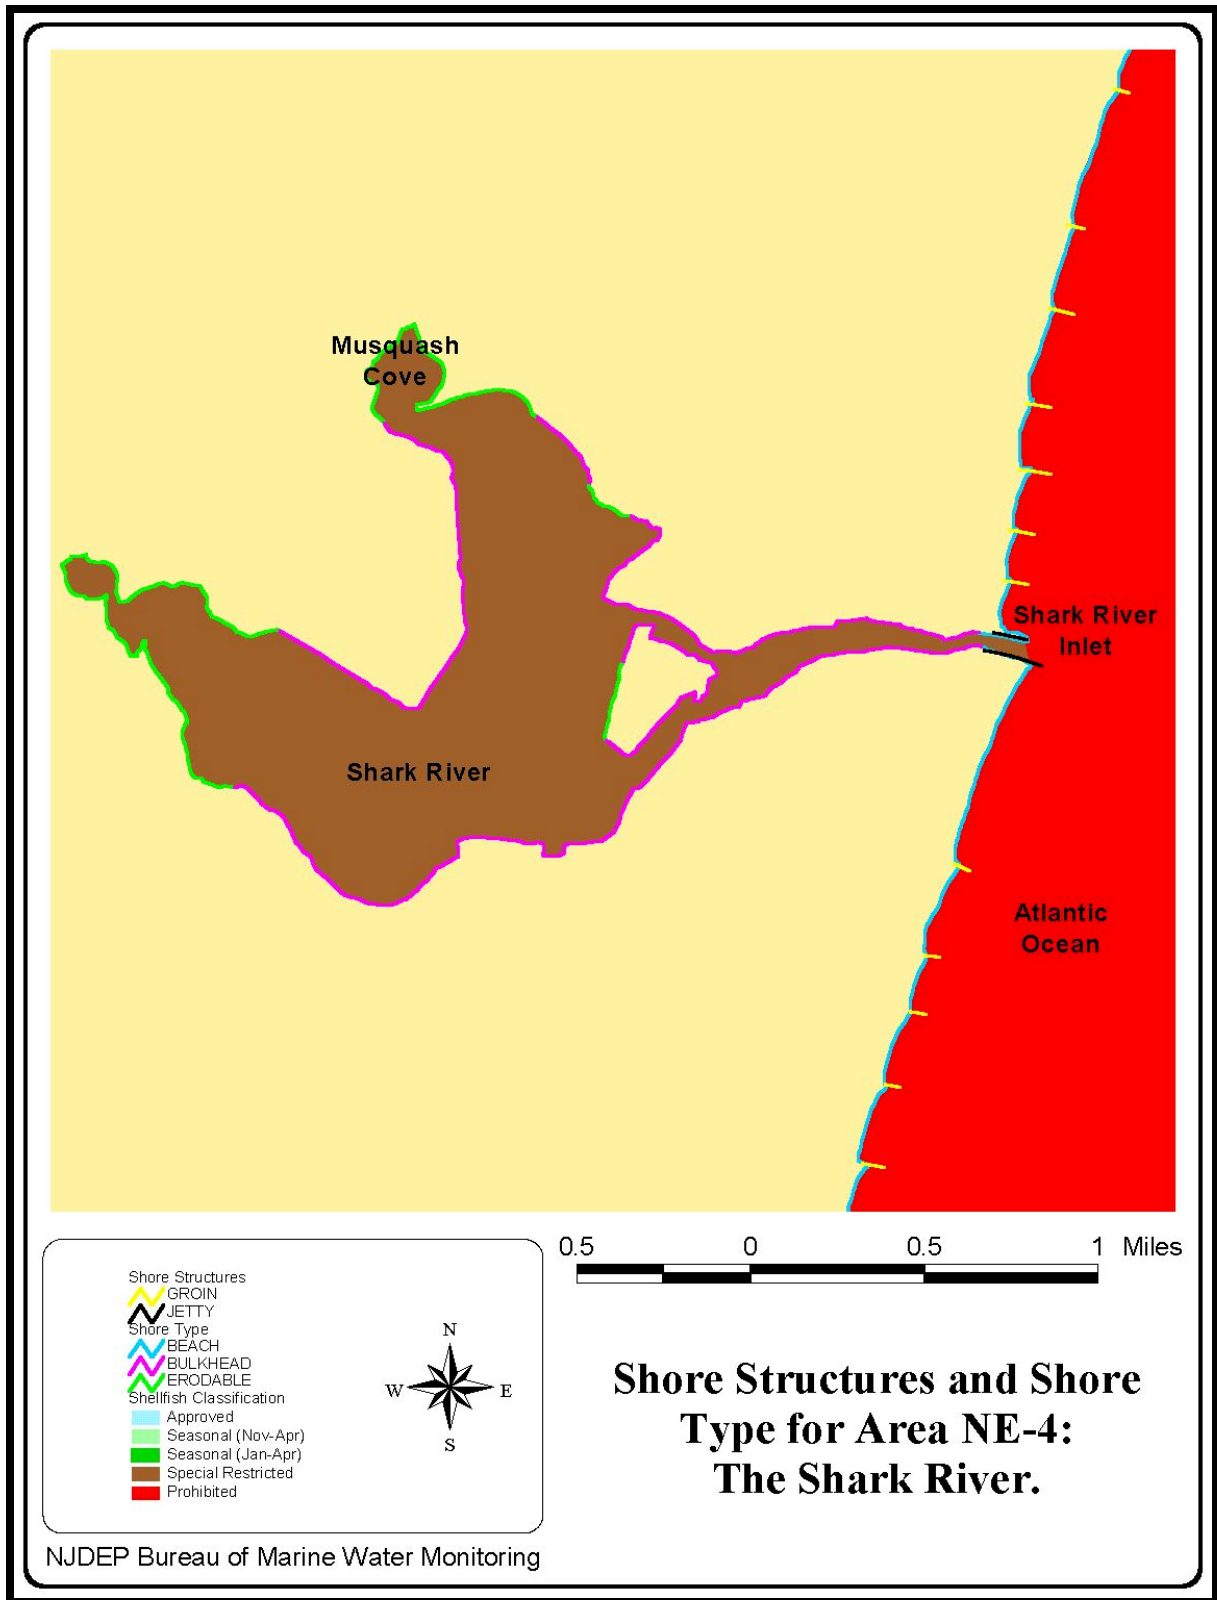 Musquash
Cove
Shark River
Inlet
Shark River
Atlantic
Ocean
0.5 0 0.5 1 Miles
Shore Structures
GROIN
JETTY
Shore Type
BEACH
BULKHEAD
ERODABLE
Shellfish Classification
Approved
Seasonal (Nov-Apr)
Seasonal (Jan-Apr)
Special Restricted
Prohibited
N
W E
S
Shore Structures and Shore
Type for Area NE-4:
The Shark River.
NJDEP Bureau of Marine Water Monitoring